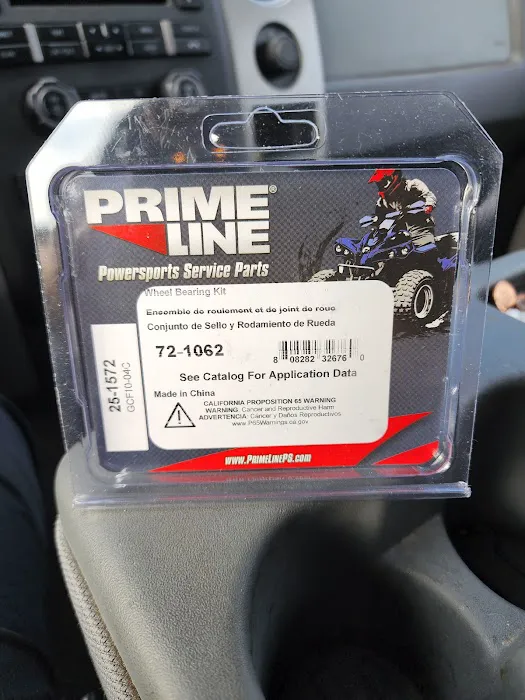 PRIME
LINE®
Powersports Service Parts
Wheel Bearing Kit
Ensemble de roulement et de joint de roue
Conjunto de Sello y Rodamiento de Rueda
72-1062
8 08282 32676 0
See Catalog For Application Data
Made in China
CALIFORNIA PROPOSITION 65 WARNING
WARNING: Cancer and Reproductive Harm
ADVERTENCIA: Cáncer y Daños Reproductivos
www.P65Warnings.ca.gov
25-1572
GCF10-04C
WWW.PRIMELINEPS.COM